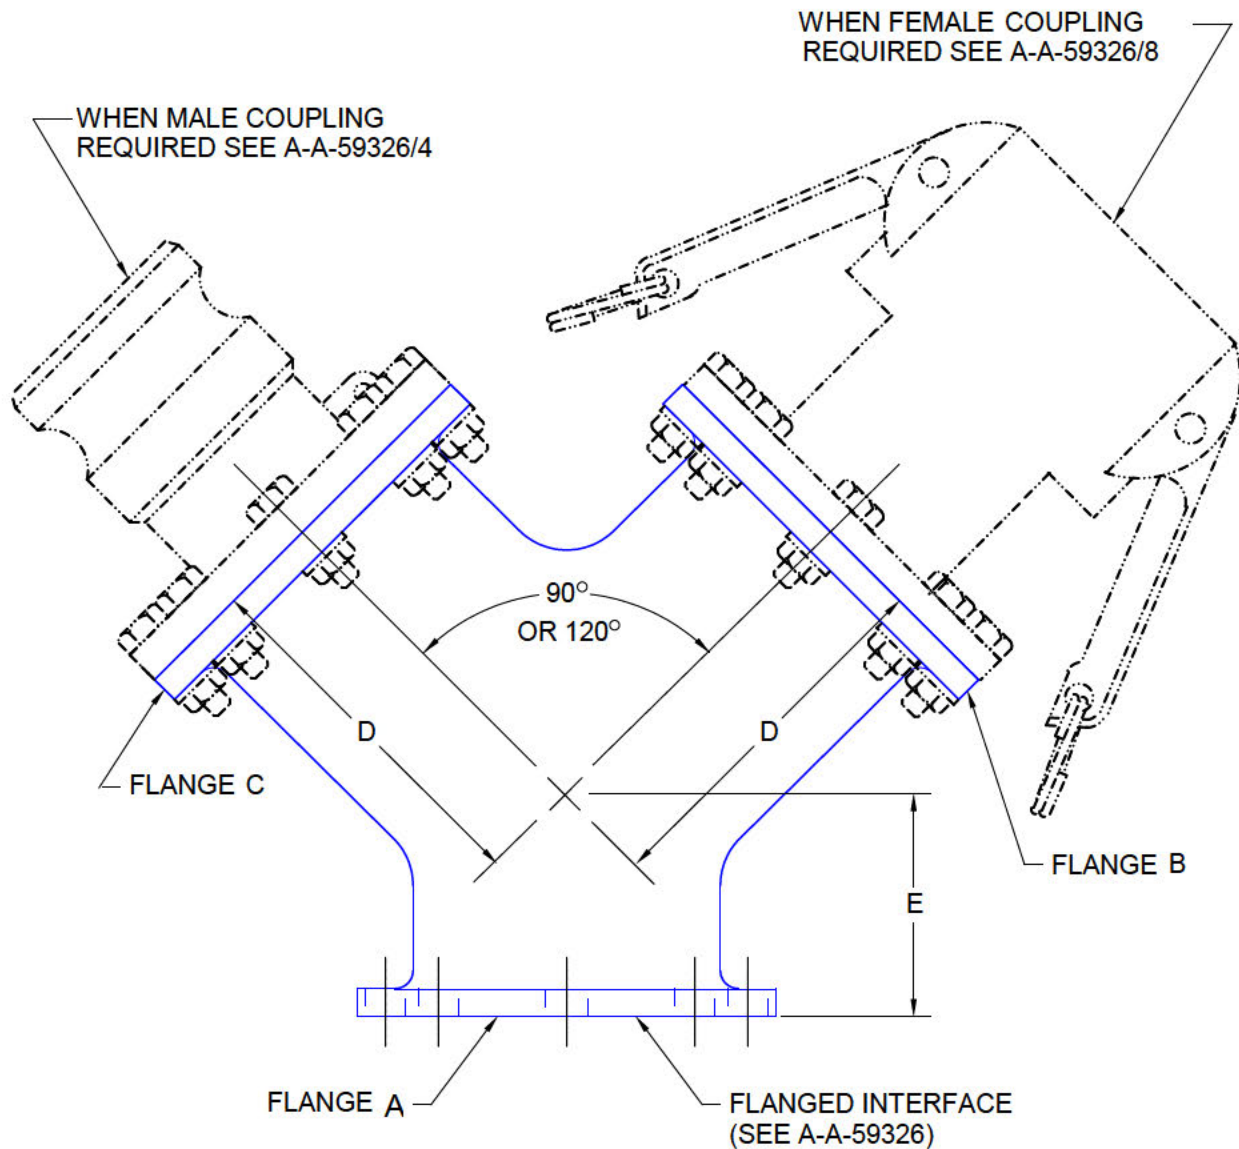 WHEN FEMALE COUPLING
REQUIRED SEE A-A-59326/8
WHEN MALE COUPLING
REQUIRED SEE A-A-59326/4
90°
OR 120°
D
D
FLANGE C
FLANGE B
E
FLANGE A
FLANGED INTERFACE
(SEE A-A-59326)